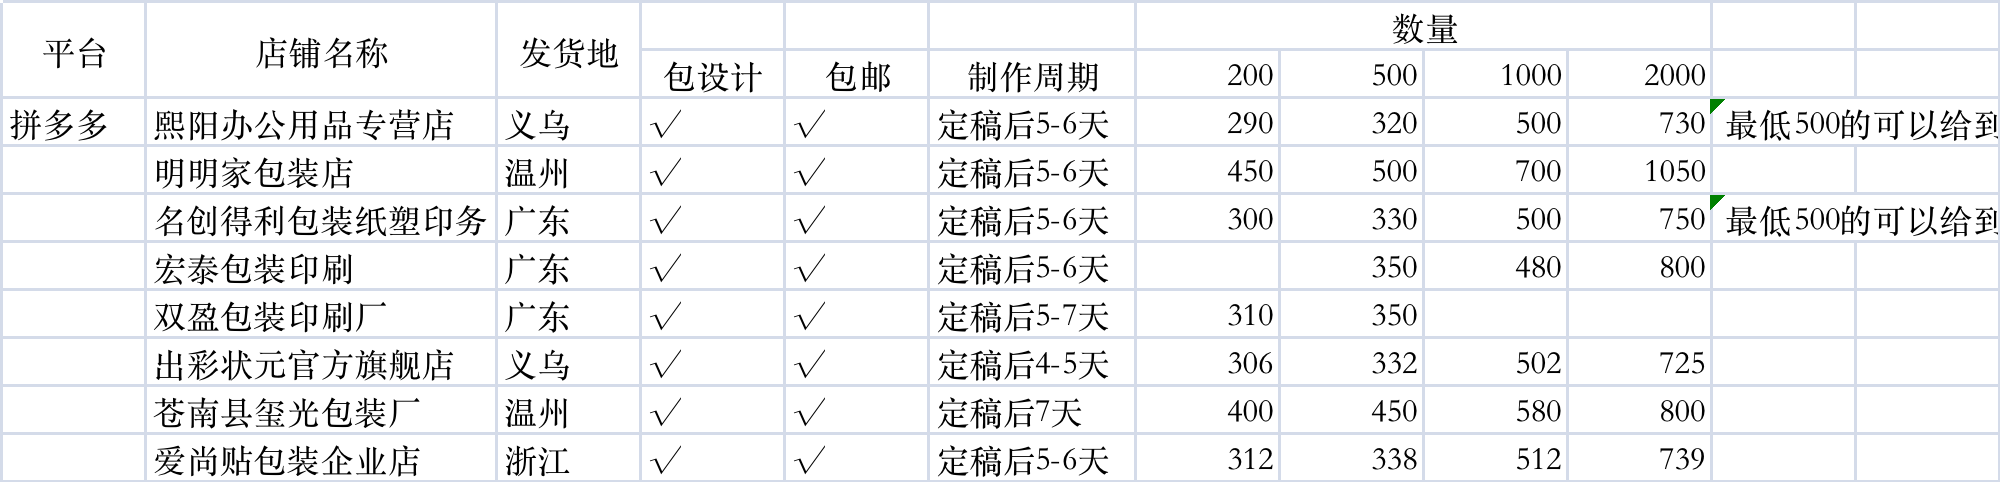 数量
平台 店铺名称 发货地
包设计 包邮 制作周期 200 500 1000 2000
拼多多 熙阳办公用品专营店 义乌 √ √ 定稿后5-6天 290 320 500 730 最低500的可以给到
明明家包装店 温州 √ √ 定稿后5-6天 450 500 700 1050
名创得利包装纸塑印务 广东 √ √ 定稿后5-6天 300 330 500 750 最低500的可以给到
宏泰包装印刷 广东 √ √ 定稿后5-6天 350 480 800
双盈包装印刷厂 广东 √ √ 定稿后5-7天 310 350
出彩状元官方旗舰店 义乌 √ √ 定稿后4-5天 306 332 502 725
苍南县玺光包装厂 温州 √ √ 定稿后7天 400 450 580 800
爱尚贴包装企业店 浙江 √ √ 定稿后5-6天 312 338 512 739